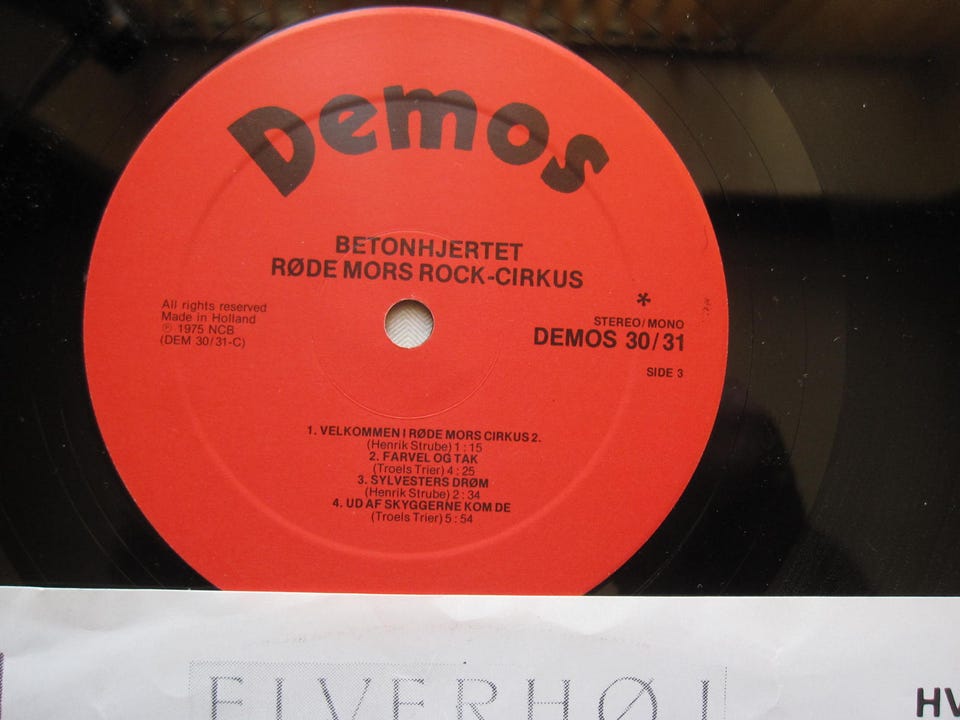 Demos
BETONHJERTET
RØDE MORS ROCK-CIRKUS
All rights reserved
Made in Holland
℗ 1975 NCB
(DEM 30/31-C)
*
STEREO/MONO
DEMOS 30/31
SIDE 3
1. VELKOMMEN I RØDE MORS CIRKUS 2.
(Henrik Strube) 1:15
2. FARVEL OG TAK
(Troels Trier) 4:25
3. SYLVESTERS DRØM
(Henrik Strube) 2:34
4. UD AF SKYGGERNE KOM DE
(Troels Trier) 5:54
ELVERHØJ